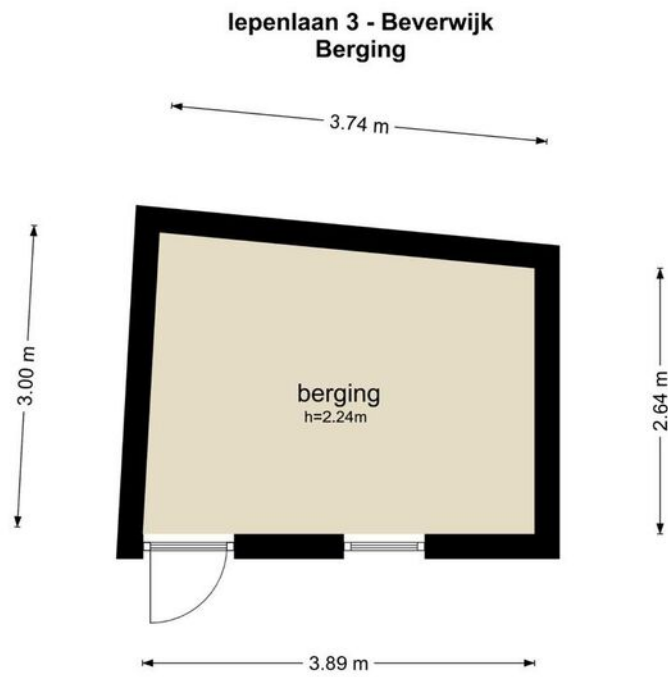 Iepenlaan 3 - Beverwijk
Berging
3.74 m
3.00 m
berging
h=2.24m
2.64 m
3.89 m